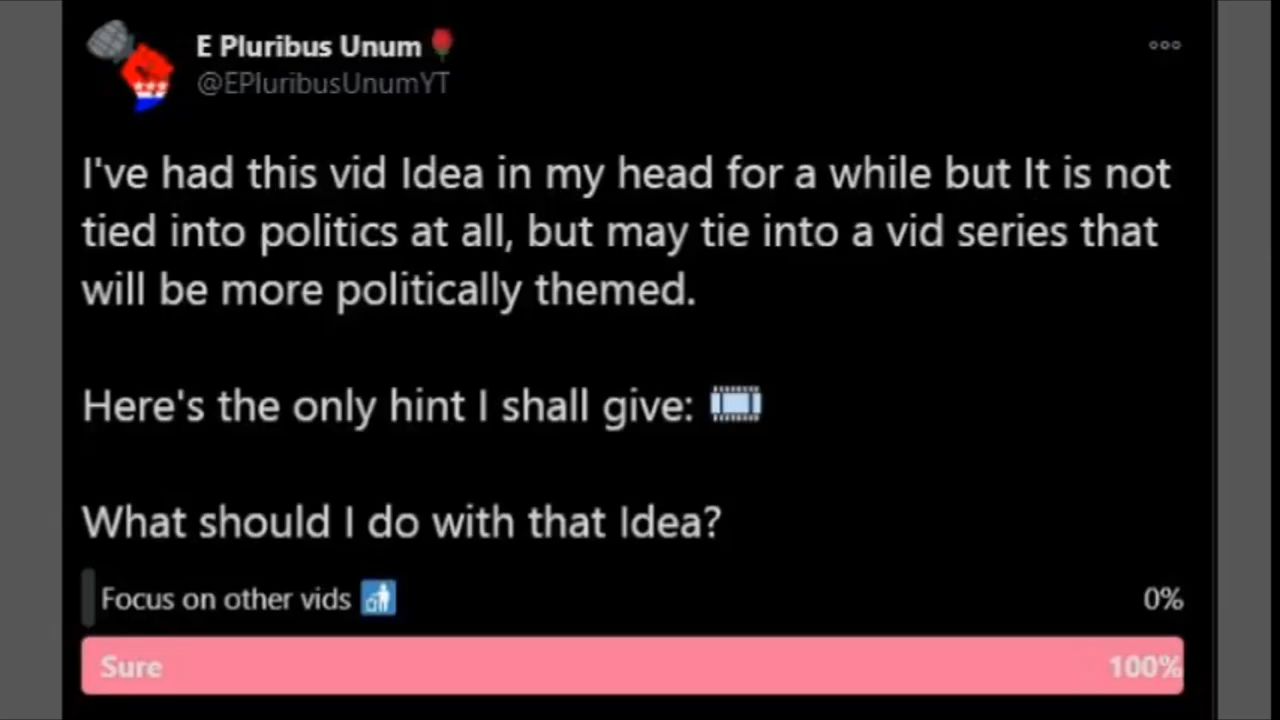 E Pluribus Unum🌹
@EPluribusUnumYT
I've had this vid Idea in my head for a while but It is not
tied into politics at all, but may tie into a vid series that
will be more politically themed.
Here's the only hint I shall give: 🎞️
What should I do with that Idea?
Focus on other vids 🚮 0%
Sure 100%